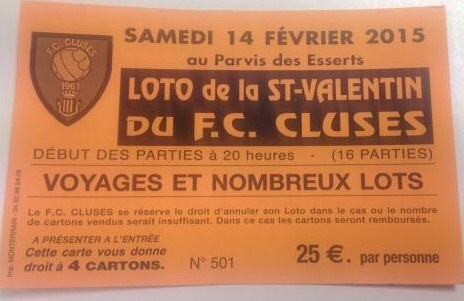 SAMEDI 14 FÉVRIER 2015
au Parvis des Esserts
F.C. CLUSES
1961
LOTO de la ST-VALENTIN
DU F.C. CLUSES
DÉBUT DES PARTIES à 20 heures - (16 PARTIES)
VOYAGES ET NOMBREUX LOTS
Le F.C. CLUSES se réserve le droit d'annuler son Loto dans le cas ou le nombre
de cartons vendus serait insuffisant. Dans ce cas les cartons seront remboursés.
A PRÉSENTER A L'ENTRÉE
Cette carte vous donne
droit à 4 CARTONS.
N° 501
25 €. par personne